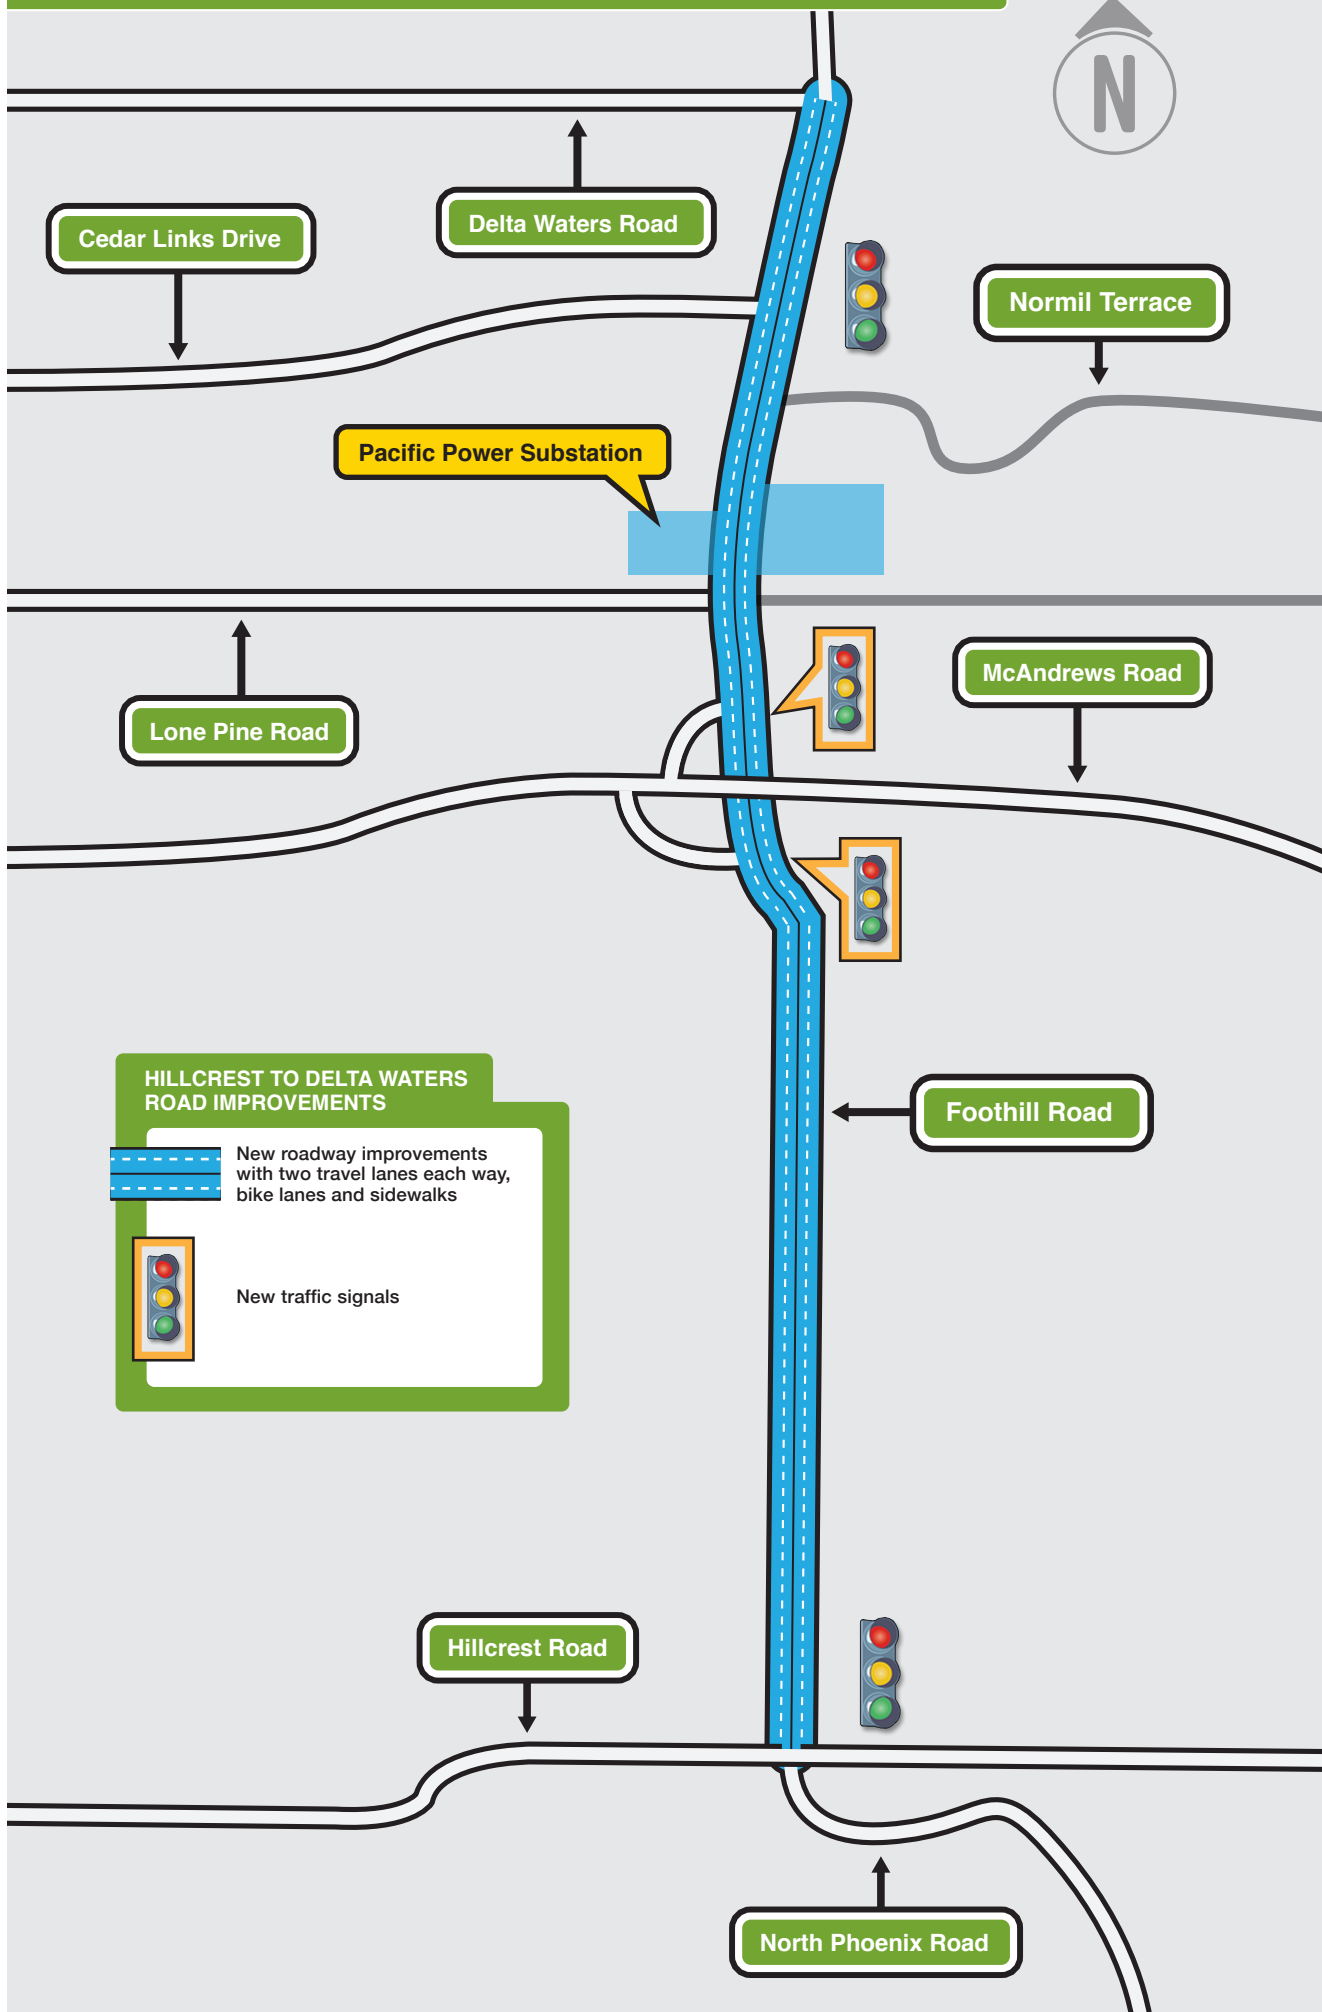 N
Delta Waters Road
Cedar Links Drive
Normil Terrace
Pacific Power Substation
McAndrews Road
Lone Pine Road
HILLCREST TO DELTA WATERS
ROAD IMPROVEMENTS
New roadway improvements
with two travel lanes each way,
bike lanes and sidewalks
New traffic signals
Foothill Road
Hillcrest Road
North Phoenix Road